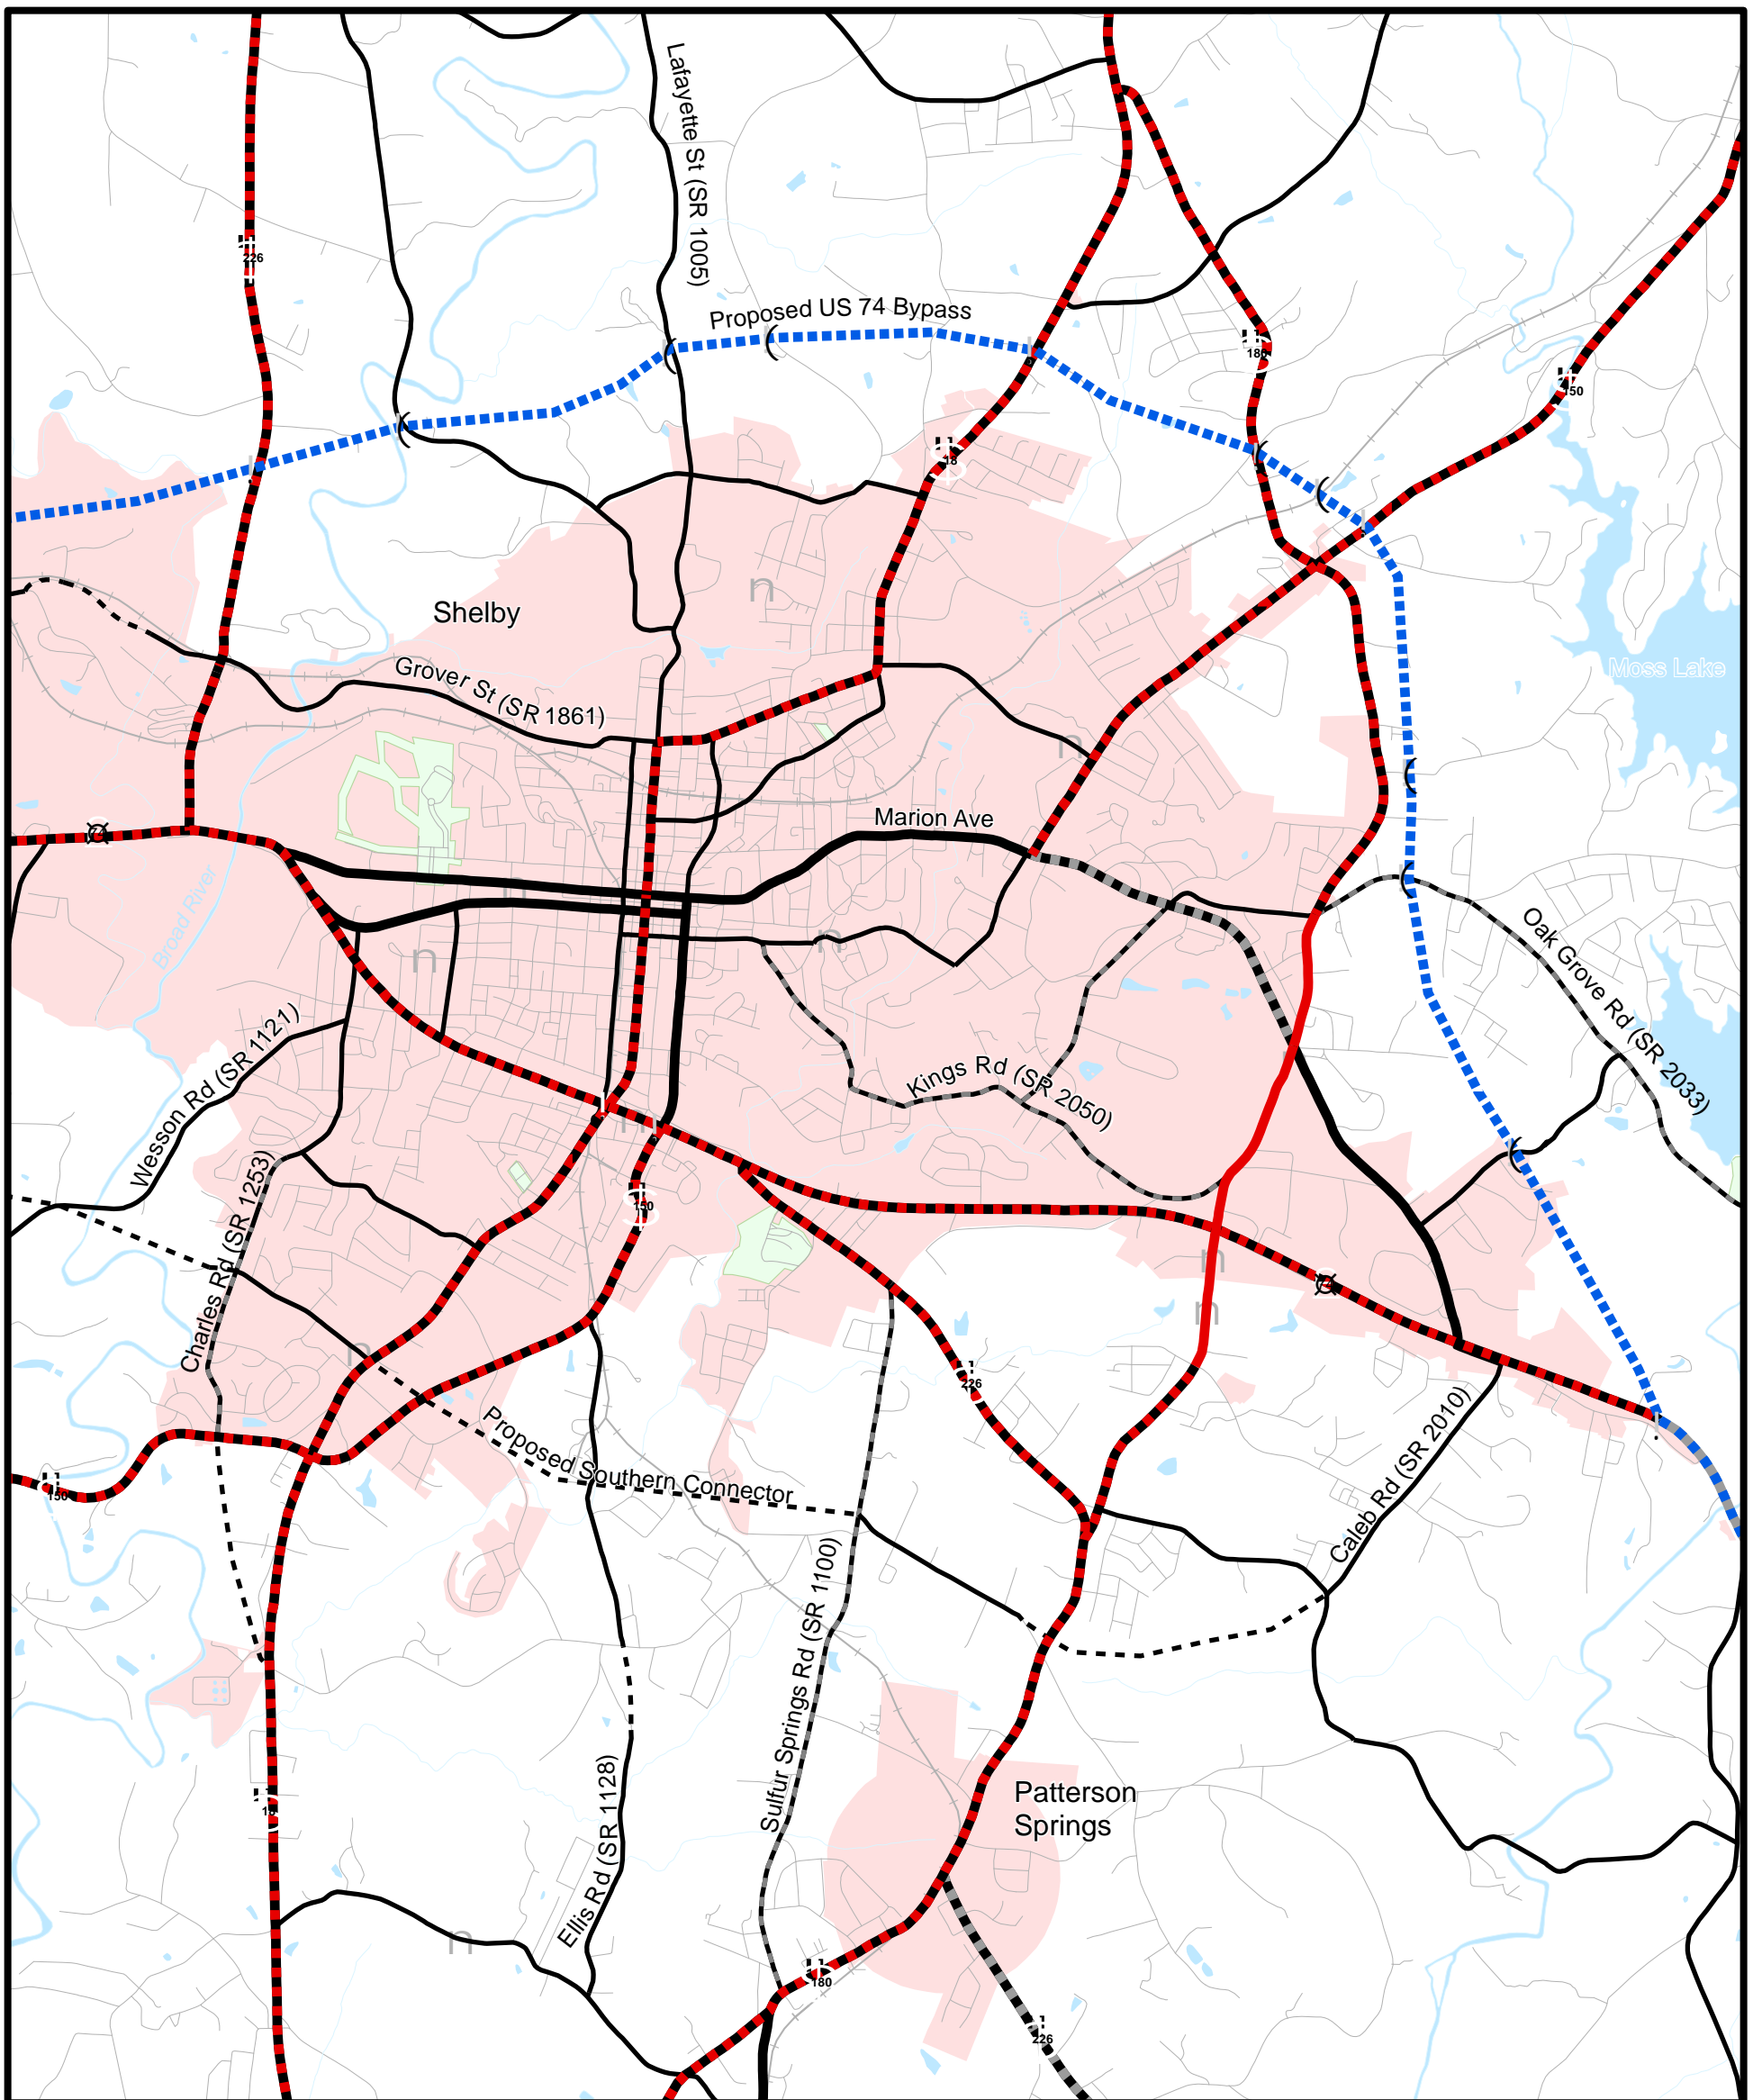 Lafayette St (SR 1005)
226
Proposed US 74 Bypass
180
150
18
Shelby
Moss Lake
Grover St (SR 1861)
Marion Ave
74
Broad River
Oak Grove Rd (SR 2033)
Wesson Rd (SR 1121)
Kings Rd (SR 2050)
Charles Rd (SR 1253)
150
226
Proposed Southern Connector
Caleb Rd (SR 2010)
150
Sulfur Springs Rd (SR 1100)
Patterson
Springs
18
Ellis Rd (SR 1128)
180
226